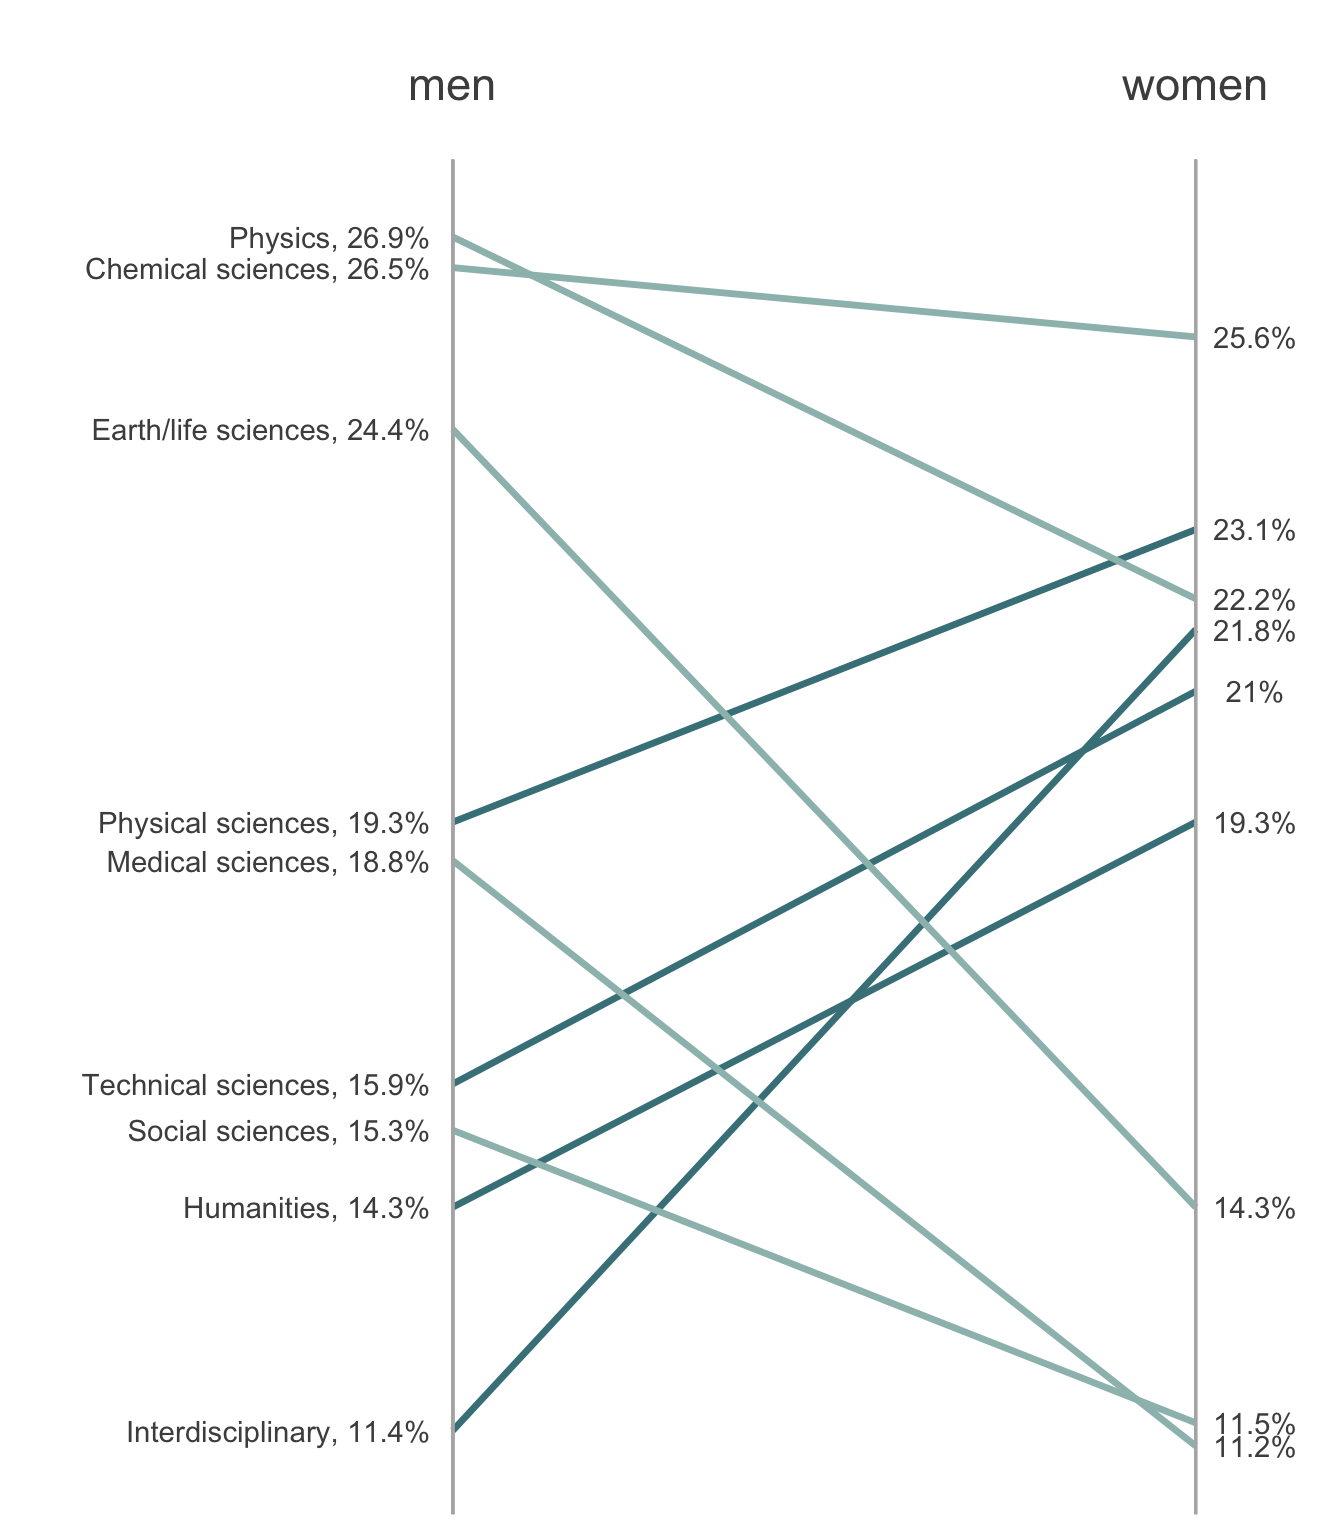 men
women
Physics, 26.9%
Chemical sciences, 26.5%
25.6%
Earth/life sciences, 24.4%
23.1%
22.2%
21.8%
21%
Physical sciences, 19.3%
19.3%
Medical sciences, 18.8%
Technical sciences, 15.9%
Social sciences, 15.3%
Humanities, 14.3%
14.3%
11.5%
Interdisciplinary, 11.4%
11.2%